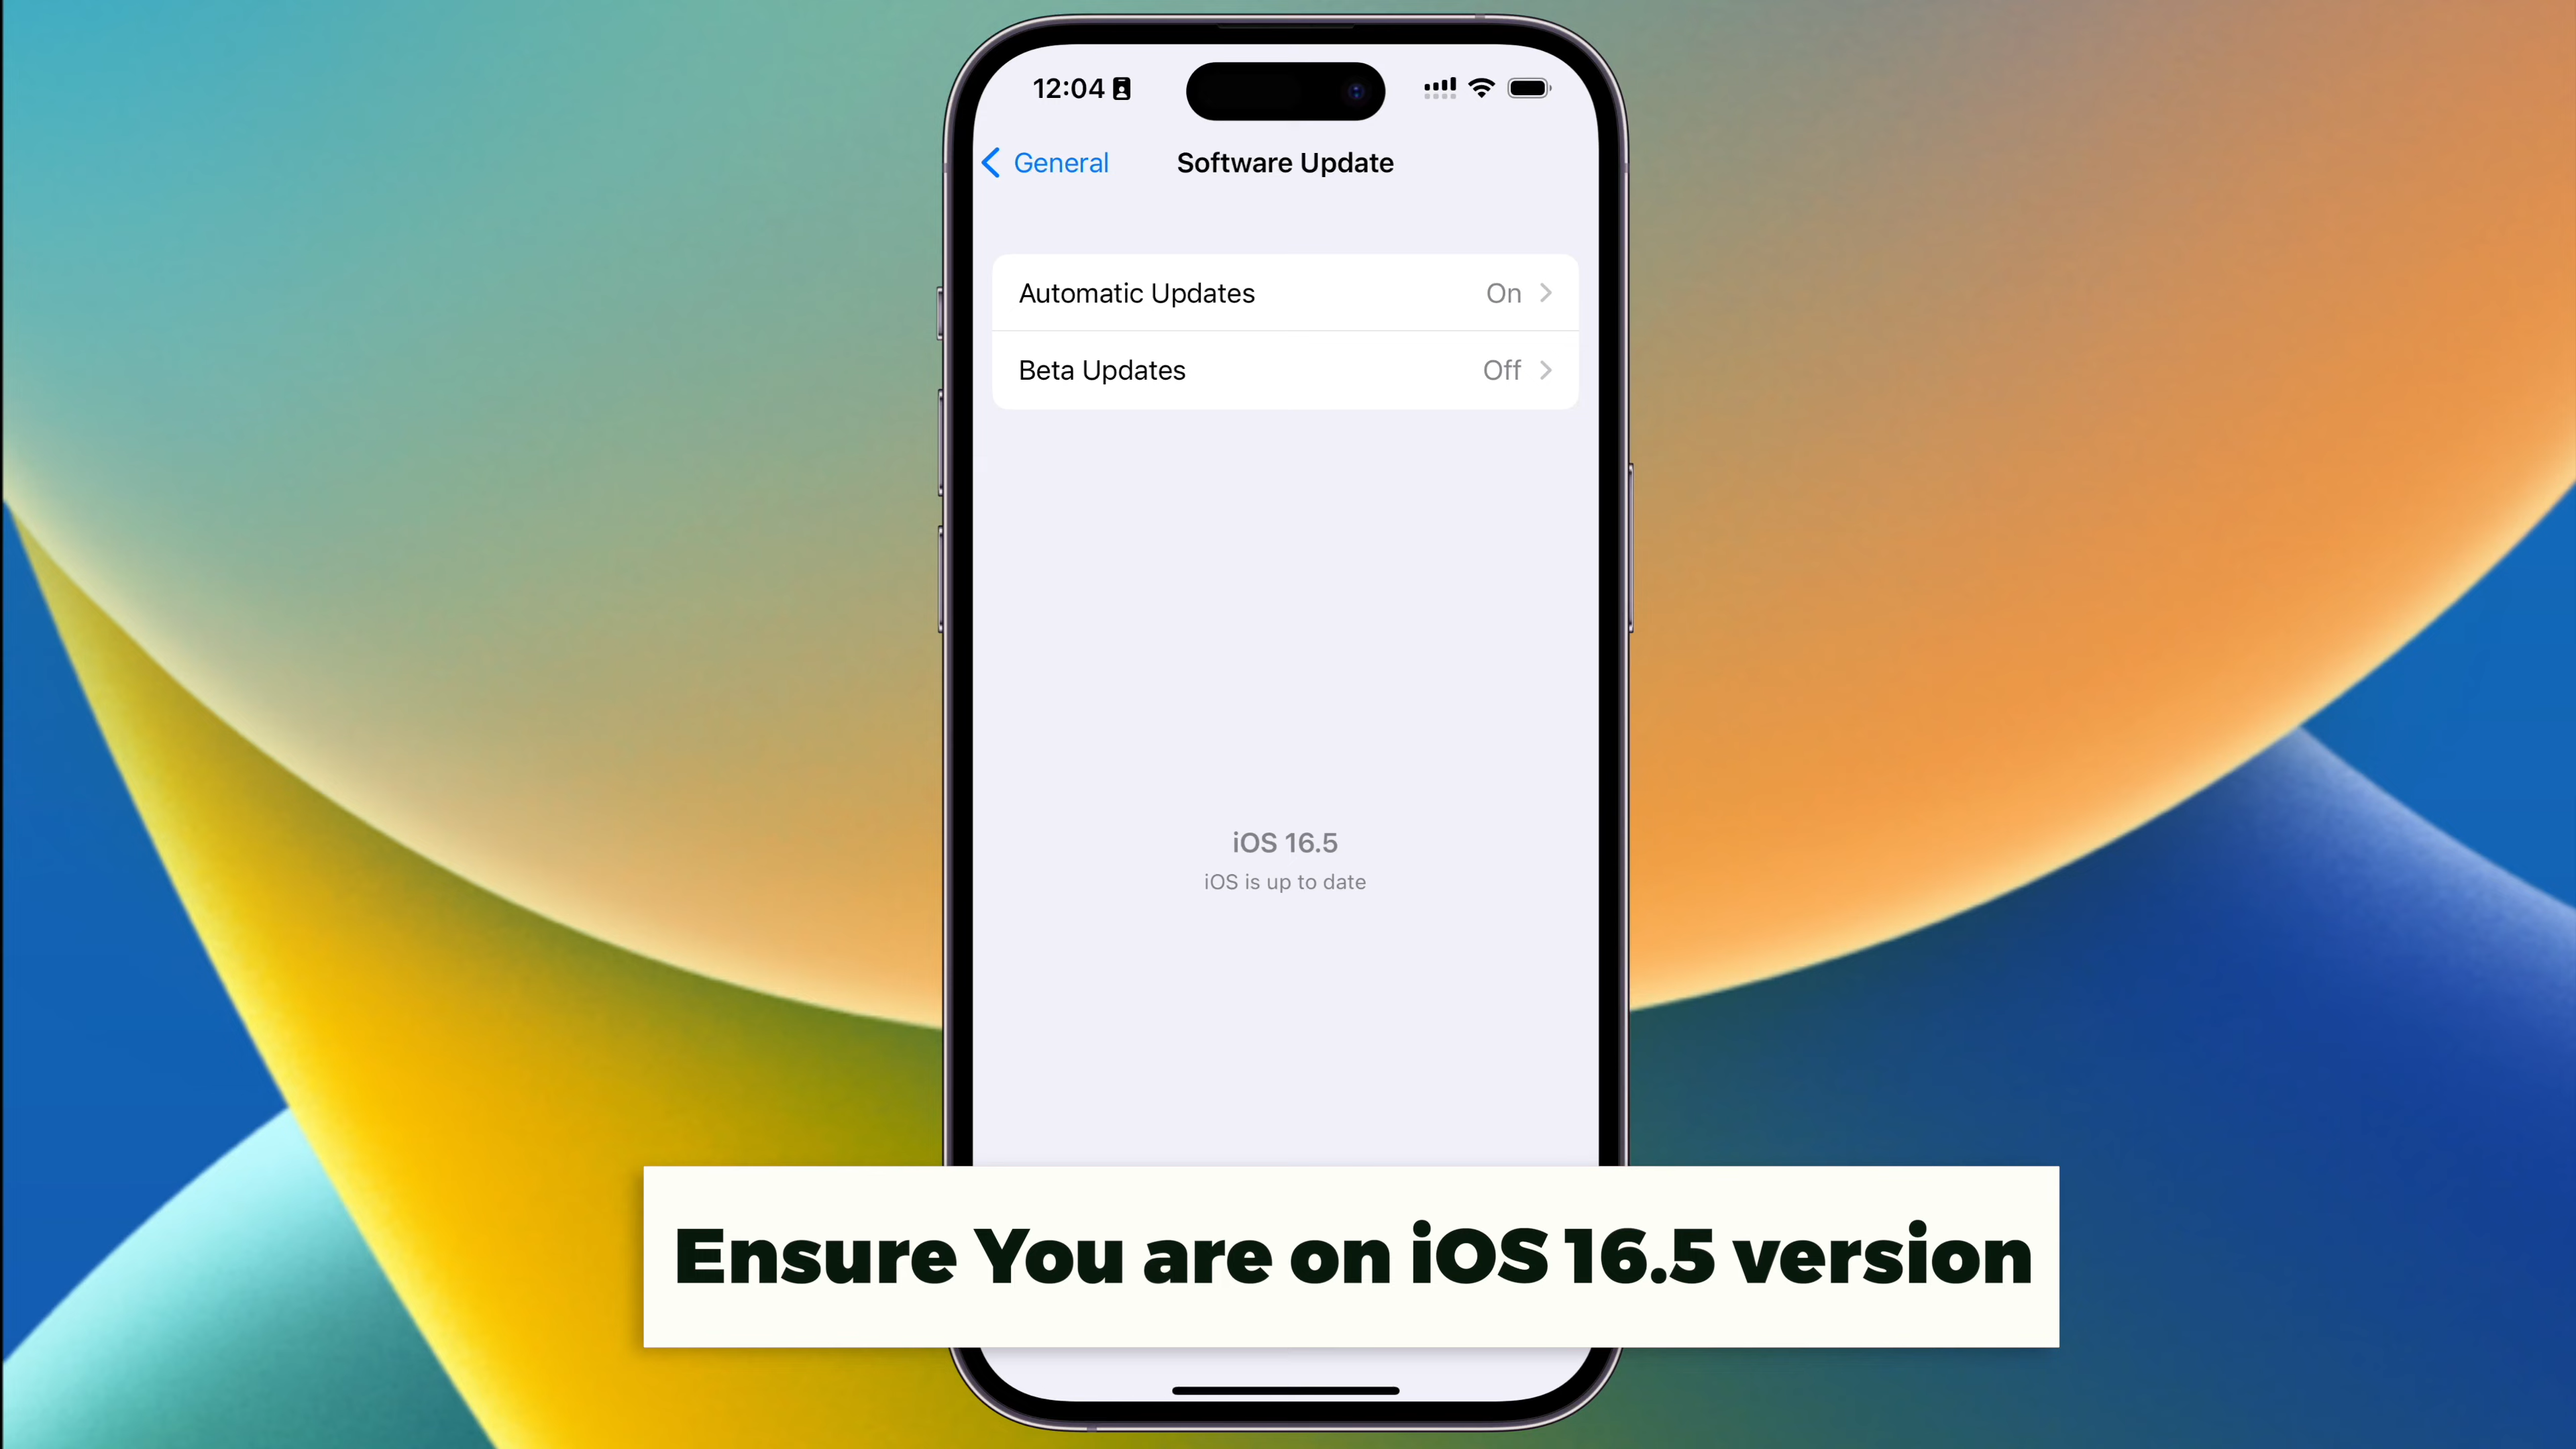 12:04
General
Software Update
Automatic Updates On
Beta Updates Off
iOS 16.5
iOS is up to date
Ensure You are on iOS 16.5 version